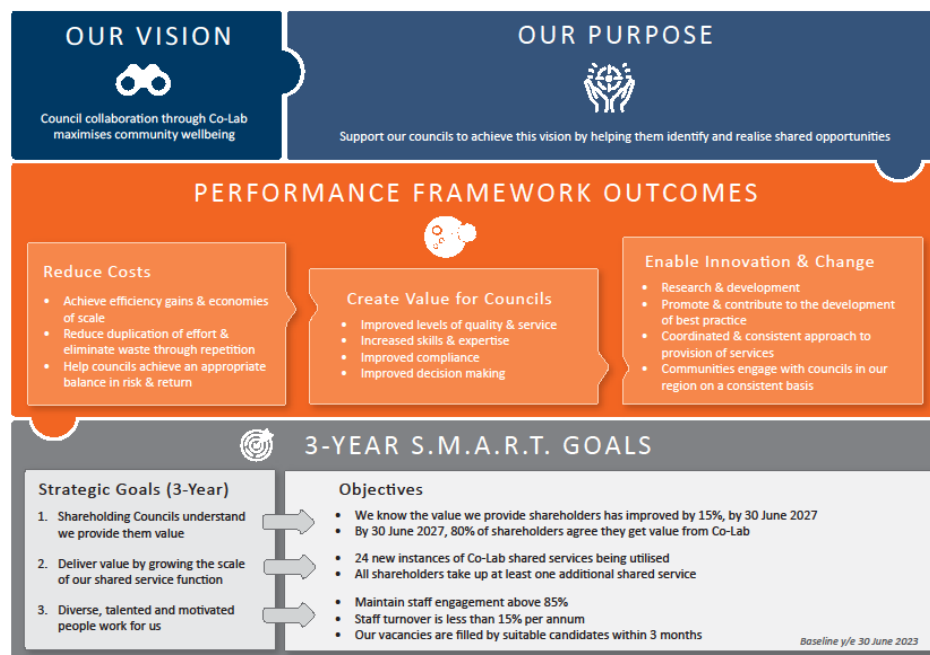 OUR VISION
Council collaboration through Co-Lab
maximises community wellbeing
OUR PURPOSE
Support our councils to achieve this vision by helping them identify and realise shared opportunities
PERFORMANCE FRAMEWORK OUTCOMES
Reduce Costs
• Achieve efficiency gains & economies
of scale
• Reduce duplication of effort &
eliminate waste through repetition
• Help councils achieve an appropriate
balance in risk & return
Create Value for Councils
• Improved levels of quality & service
• Increased skills & expertise
• Improved compliance
• Improved decision making
Enable Innovation & Change
• Research & development
• Promote & contribute to the development
of best practice
• Coordinated & consistent approach to
provision of services
• Communities engage with councils in our
region on a consistent basis
3-YEAR S.M.A.R.T. GOALS
Strategic Goals (3-Year)
1. Shareholding Councils understand
we provide them value
2. Deliver value by growing the scale
of our shared service function
3. Diverse, talented and motivated
people work for us
Objectives
• We know the value we provide shareholders has improved by 15%, by 30 June 2027
• By 30 June 2027, 80% of shareholders agree they get value from Co-Lab
• 24 new instances of Co-Lab shared services being utilised
• All shareholders take up at least one additional shared service
• Maintain staff engagement above 85%
• Staff turnover is less than 15% per annum
• Our vacancies are filled by suitable candidates within 3 months
Baseline y/e 30 June 2023